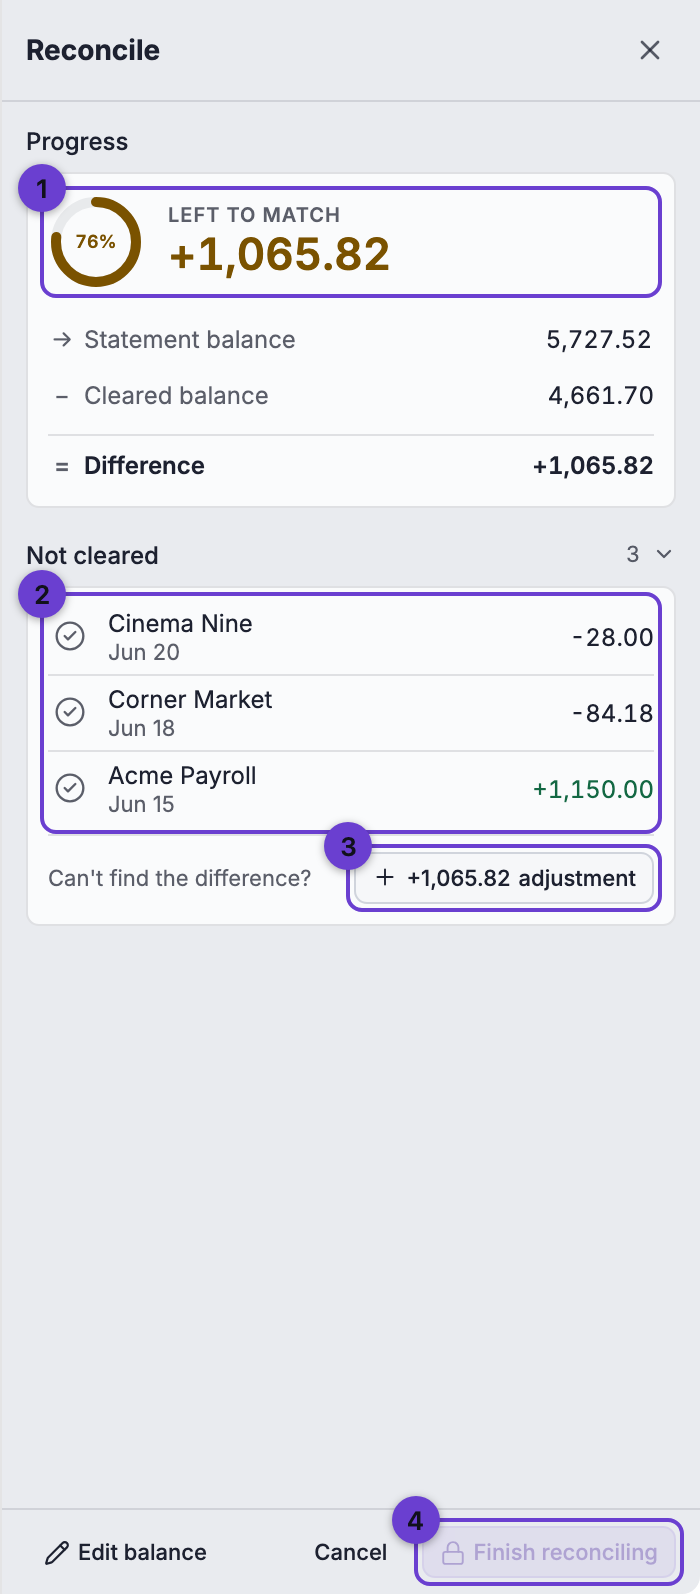 Reconcile
Progress
1
76%
LEFT TO MATCH
+1,065.82
→ Statement balance 5,727.52
– Cleared balance 4,661.70
= Difference +1,065.82
Not cleared 3
2
Cinema Nine -28.00
Jun 20
Corner Market -84.18
Jun 18
Acme Payroll +1,150.00
Jun 15
3
Can't find the difference? + +1,065.82 adjustment
4
Edit balance Cancel Finish reconciling